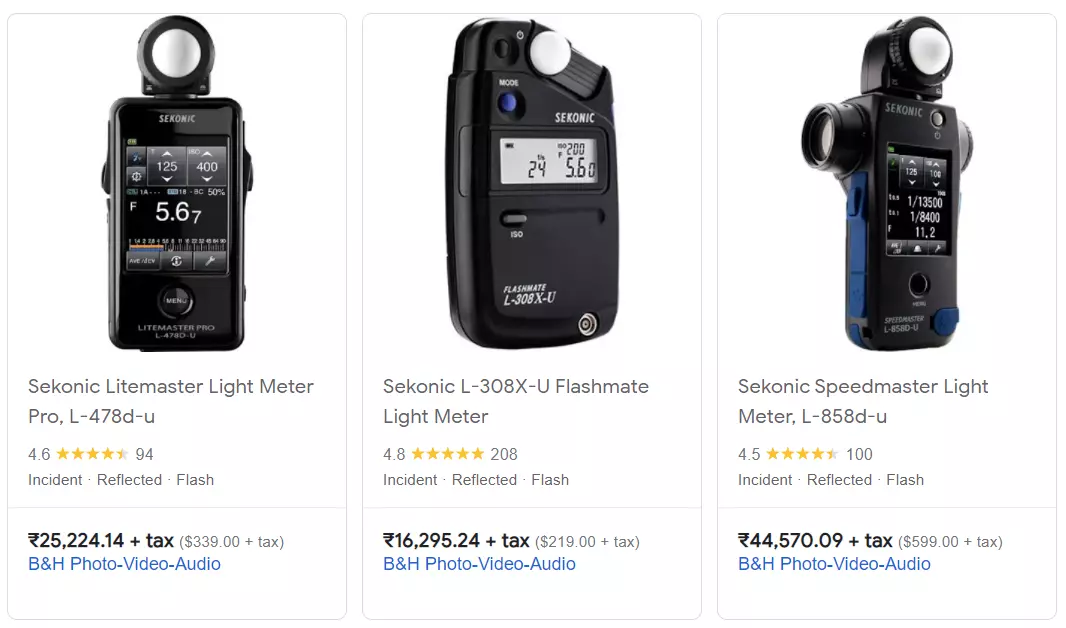 SEKONIC
125
ISO
400
1A
18
BC 50%
F 5.6₇
AVE/⊿EV
MENU
LITEMASTER PRO
L-478D-U
Sekonic Litemaster Light Meter
Pro, L-478d-u
4.6 94
Incident · Reflected · Flash
₹25,224.14 + tax ($339.00 + tax)
B&H Photo-Video-Audio
MODE
SEKONIC
ISO 200
24 F 5.6
ISO
FLASHMATE
L-308X-U
Sekonic L-308X-U Flashmate
Light Meter
4.8 208
Incident · Reflected · Flash
₹16,295.24 + tax ($219.00 + tax)
B&H Photo-Video-Audio
SEKONIC
125
100
1/13500
1/8400
F 11,2
MENU
SPEEDMASTER
L-858D-U
Sekonic Speedmaster Light
Meter, L-858d-u
4.5 100
Incident · Reflected · Flash
₹44,570.09 + tax ($599.00 + tax)
B&H Photo-Video-Audio